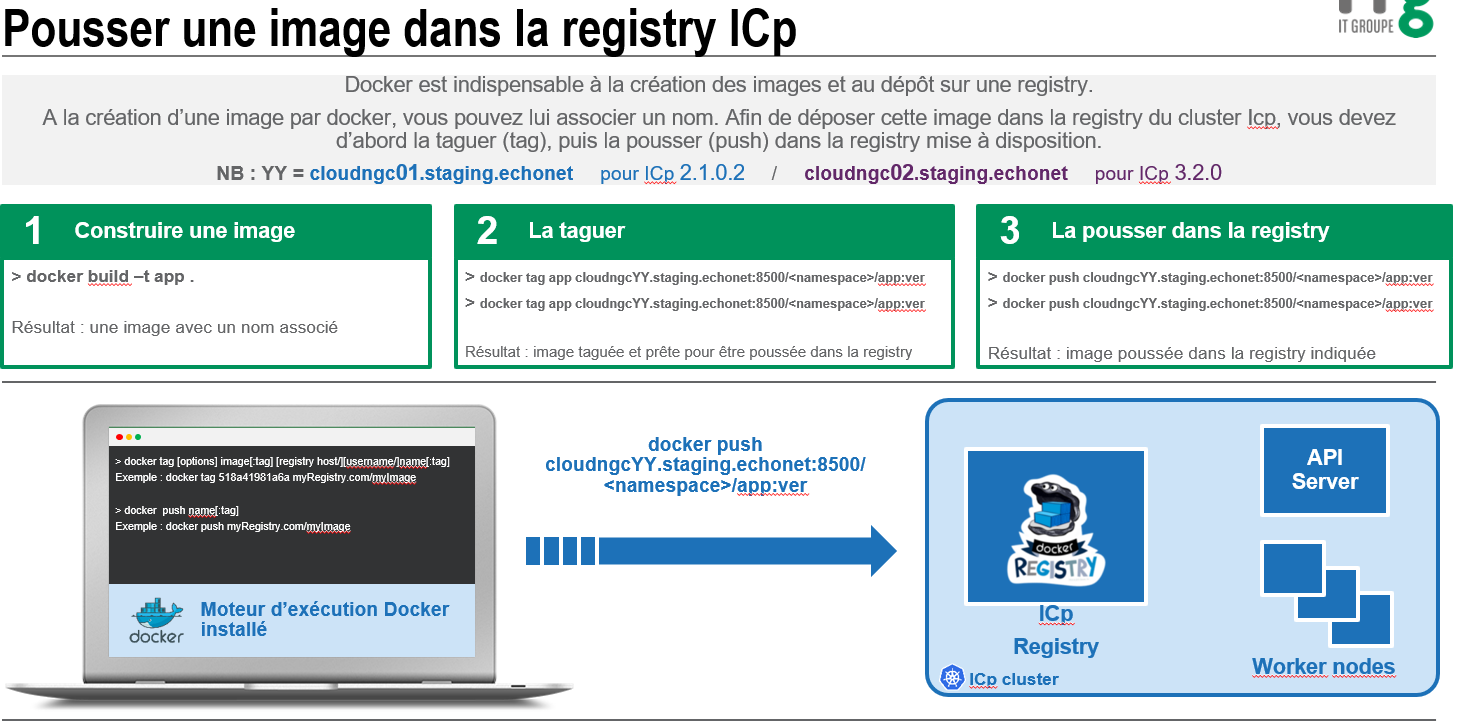 Pousser une image dans la registry ICp
IT GROUPE
Docker est indispensable à la création des images et au dépôt sur une registry.
A la création d’une image par docker, vous pouvez lui associer un nom. Afin de déposer cette image dans la registry du cluster Icp, vous devez
d’abord la taguer (tag), puis la pousser (push) dans la registry mise à disposition.
NB : YY = cloudngc01.staging.echonet pour ICp 2.1.0.2 / cloudngc02.staging.echonet pour ICp 3.2.0
1 Construire une image
> docker build –t app .
Résultat : une image avec un nom associé
2 La taguer
> docker tag app cloudngcYY.staging.echonet:8500/<namespace>/app:ver
> docker tag app cloudngcYY.staging.echonet:8500/<namespace>/app:ver
Résultat : image taguée et prête pour être poussée dans la registry
3 La pousser dans la registry
> docker push cloudngcYY.staging.echonet:8500/<namespace>/app:ver
> docker push cloudngcYY.staging.echonet:8500/<namespace>/app:ver
Résultat : image poussée dans la registry indiquée
> docker tag [options] image[:tag] [registry host/][username/]name[:tag]
Exemple : docker tag 518a41981a6a myRegistry.com/myImage
> docker push name[:tag]
Exemple : docker push myRegistry.com/myImage
docker
Moteur d’exécution Docker
installé
docker push
cloudngcYY.staging.echonet:8500/
<namespace>/app:ver
docker
REGISTRY
ICp
Registry
API
Server
Worker nodes
ICp cluster